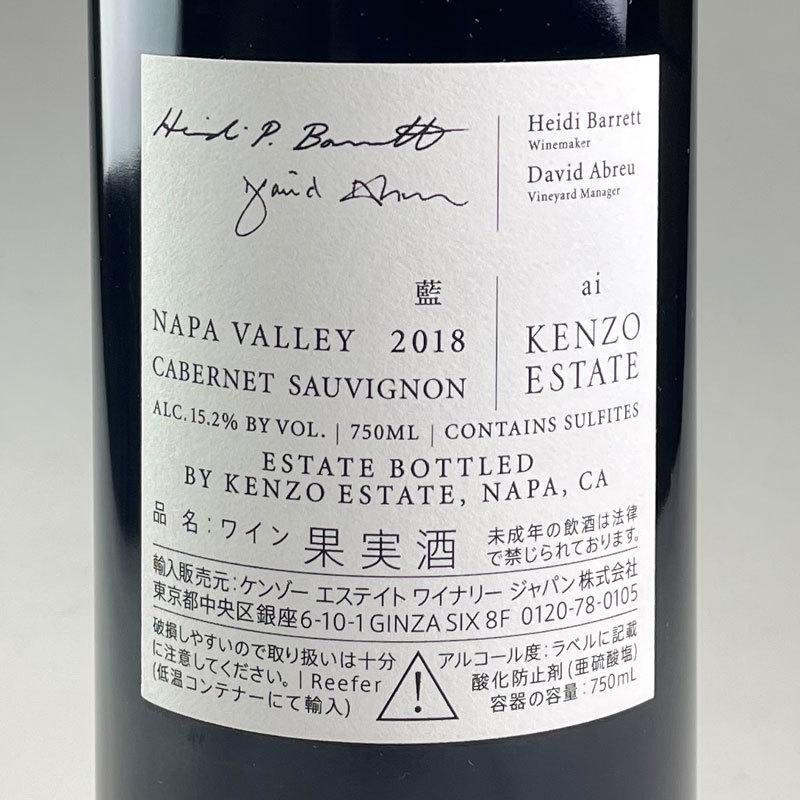 Heidi P. Barrett
David Abreu
Heidi Barrett
Winemaker
David Abreu
Vineyard Manager
藍
NAPA VALLEY 2018
CABERNET SAUVIGNON
ai
KENZO
ESTATE
ALC.15.2% BY VOL. | 750ML | CONTAINS SULFITES
ESTATE BOTTLED
BY KENZO ESTATE, NAPA, CA
品 名:ワイン 果実酒
未成年の飲酒は法律
で禁じられております。
輸入販売元:ケンゾー エステイト ワイナリー ジャパン株式会社
東京都中央区銀座6-10-1 GINZA SIX 8F 0120-78-0105
破損しやすいので取り扱いは十分
に注意してください。| Reefer
(低温コンテナーにて輸入)
!
アルコール度:ラベルに記載
酸化防止剤(亜硫酸塩)
容器の容量:750mL